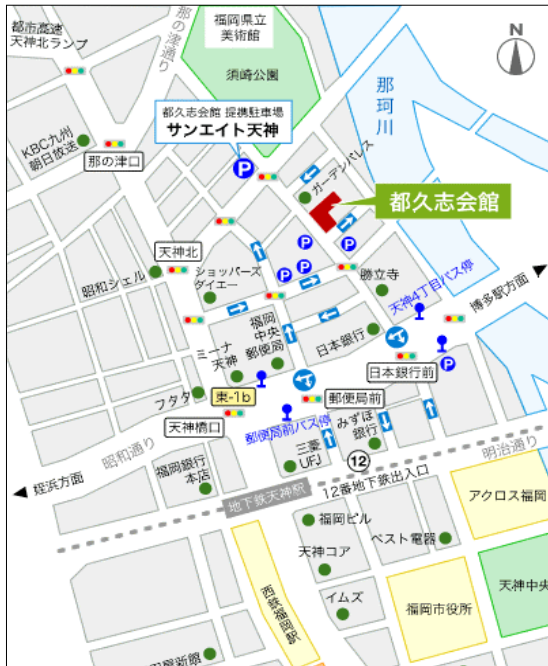 都市高速
天神北ランプ
那の津通り
福岡県立
美術館
須崎公園
N
那珂川
都久志会館 提携駐車場
サンエイト天神
KBC九州
朝日放送
那の津口
P
ガーデンパレス
都久志会館
天神北
P
P
P
P
昭和シェル
ショッパーズ
ダイエー
勝立寺
天神4丁目バス停
博多駅方面
福岡
中央
郵便局
日本銀行
ミーナ
天神
日本銀行前
P
フタタ
東-1b
郵便局前
天神橋口
郵便局前バス停
みずほ
銀行
昭和通り
三菱
UFJ
12
明治通り
姪浜方面
福岡銀行
本店
地下鉄天神駅
12番地下鉄出入口
アクロス福岡
福岡ビル
ベスト電器
天神コア
天神中央
イムズ
福岡市役所
西鉄福岡駅
新館